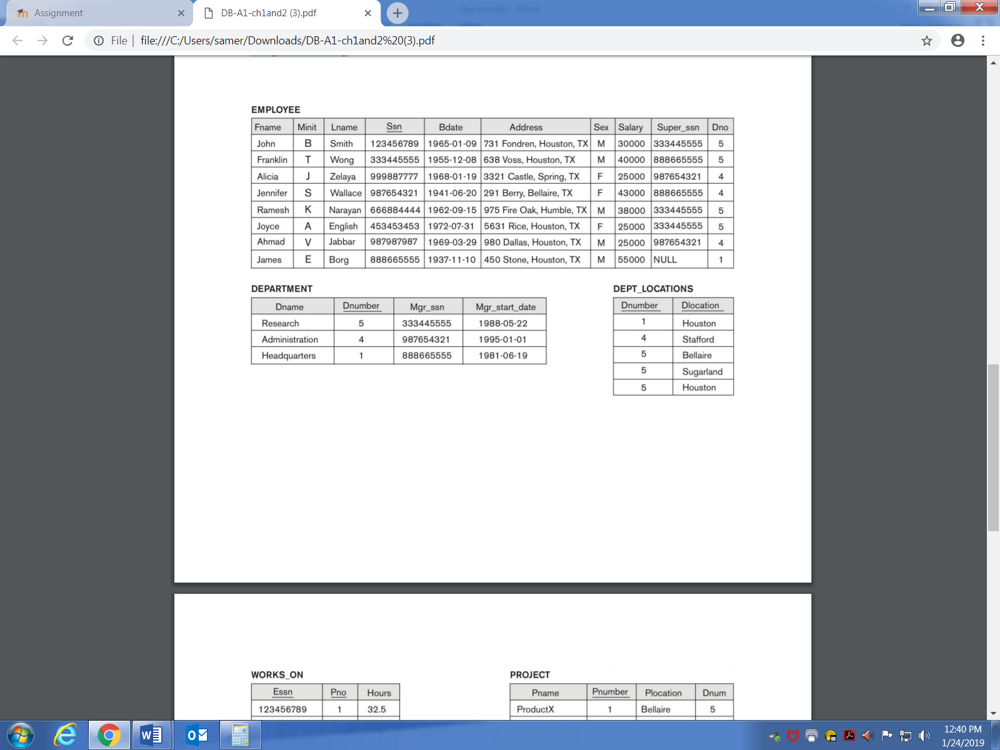 Assignment
DB-A1-ch1and2 (3).pdf
File
file:///C:/Users/samer/Downloads/DB-A1-ch1and2%20(3).pdf
EMPLOYEE
Fname Minit Lname Ssn Bdate Address Sex Salary Super_ssn Dno
John B Smith 123456789 1965-01-09 731 Fondren, Houston, TX M 30000 333445555 5
Franklin T Wong 333445555 1955-12-08 638 Voss, Houston, TX M 40000 888665555 5
Alicia J Zelaya 999887777 1968-01-19 3321 Castle, Spring, TX F 25000 987654321 4
Jennifer S Wallace 987654321 1941-06-20 291 Berry, Bellaire, TX F 43000 888665555 4
Ramesh K Narayan 666884444 1962-09-15 975 Fire Oak, Humble, TX M 38000 333445555 5
Joyce A English 453453453 1972-07-31 5631 Rice, Houston, TX F 25000 333445555 5
Ahmad V Jabbar 987987987 1969-03-29 980 Dallas, Houston, TX M 25000 987654321 4
James E Borg 888665555 1937-11-10 450 Stone, Houston, TX M 55000 NULL 1
DEPARTMENT
Dname Dnumber Mgr_ssn Mgr_start_date
Research 5 333445555 1988-05-22
Administration 4 987654321 1995-01-01
Headquarters 1 888665555 1981-06-19
DEPT_LOCATIONS
Dnumber Dlocation
1 Houston
4 Stafford
5 Bellaire
5 Sugarland
5 Houston
WORKS_ON
Essn Pno Hours
123456789 1 32.5
PROJECT
Pname Pnumber Plocation Dnum
ProductX 1 Bellaire 5
12:40 PM
1/24/2019